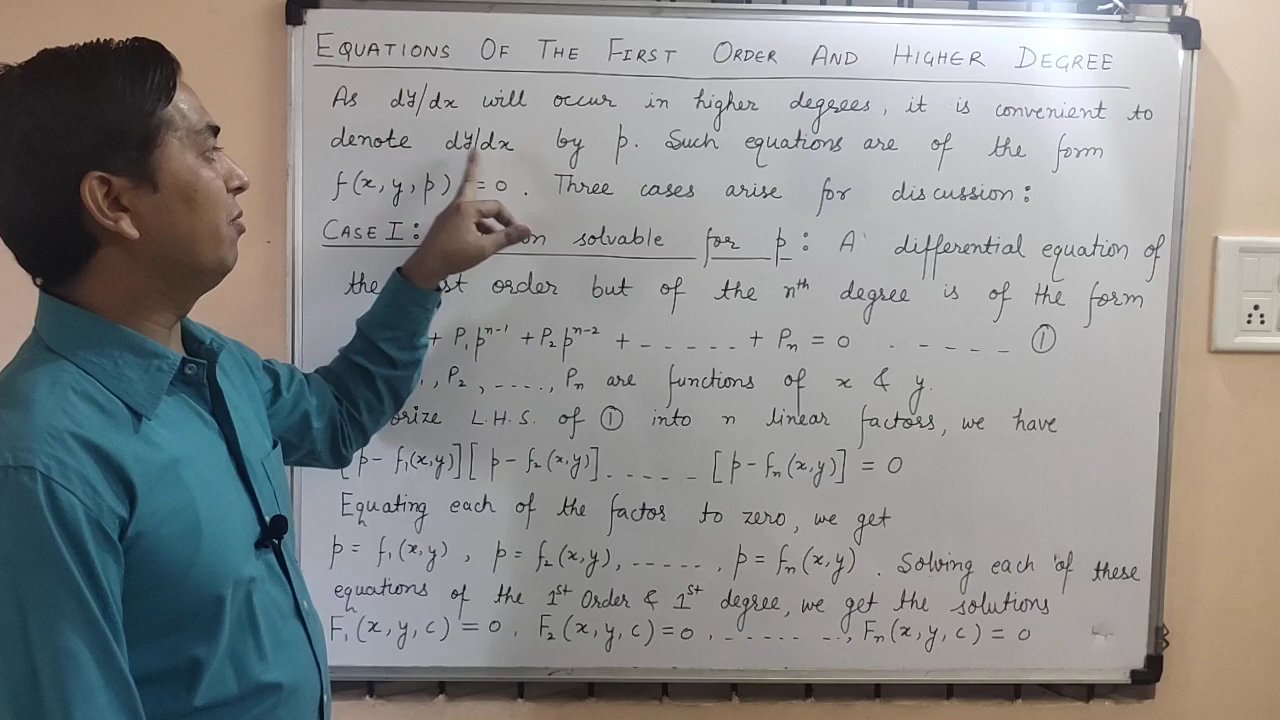 EQUATIONS OF THE FIRST ORDER AND HIGHER DEGREE
As dy/dx will occur in higher degrees, it is convenient to
denote dy/dx by p. Such equations are of the form
f(x, y, p) = 0. Three cases arise for discussion:
CASE I: on solvable for p: A differential equation of
the st order but of the nᵗʰ degree is of the form
+ P₁pⁿ⁻¹ + P₂pⁿ⁻² + ------ + Pₙ = 0 ------ ①
, P₂, ----, Pₙ are functions of x & y.
orize L.H.S. of ① into n linear factors, we have
[p - f₁(x,y)][p - f₂(x,y)] ------ [p - fₙ(x,y)] = 0
Equating each of the factor to zero, we get
p = f₁(x,y), p = f₂(x,y), -----, p = fₙ(x,y). Solving each of these
equations of the 1ˢᵗ Order & 1ˢᵗ degree, we get the solutions
F₁(x,y,c) = 0, F₂(x,y,c) = 0, --------, Fₙ(x,y,c) = 0